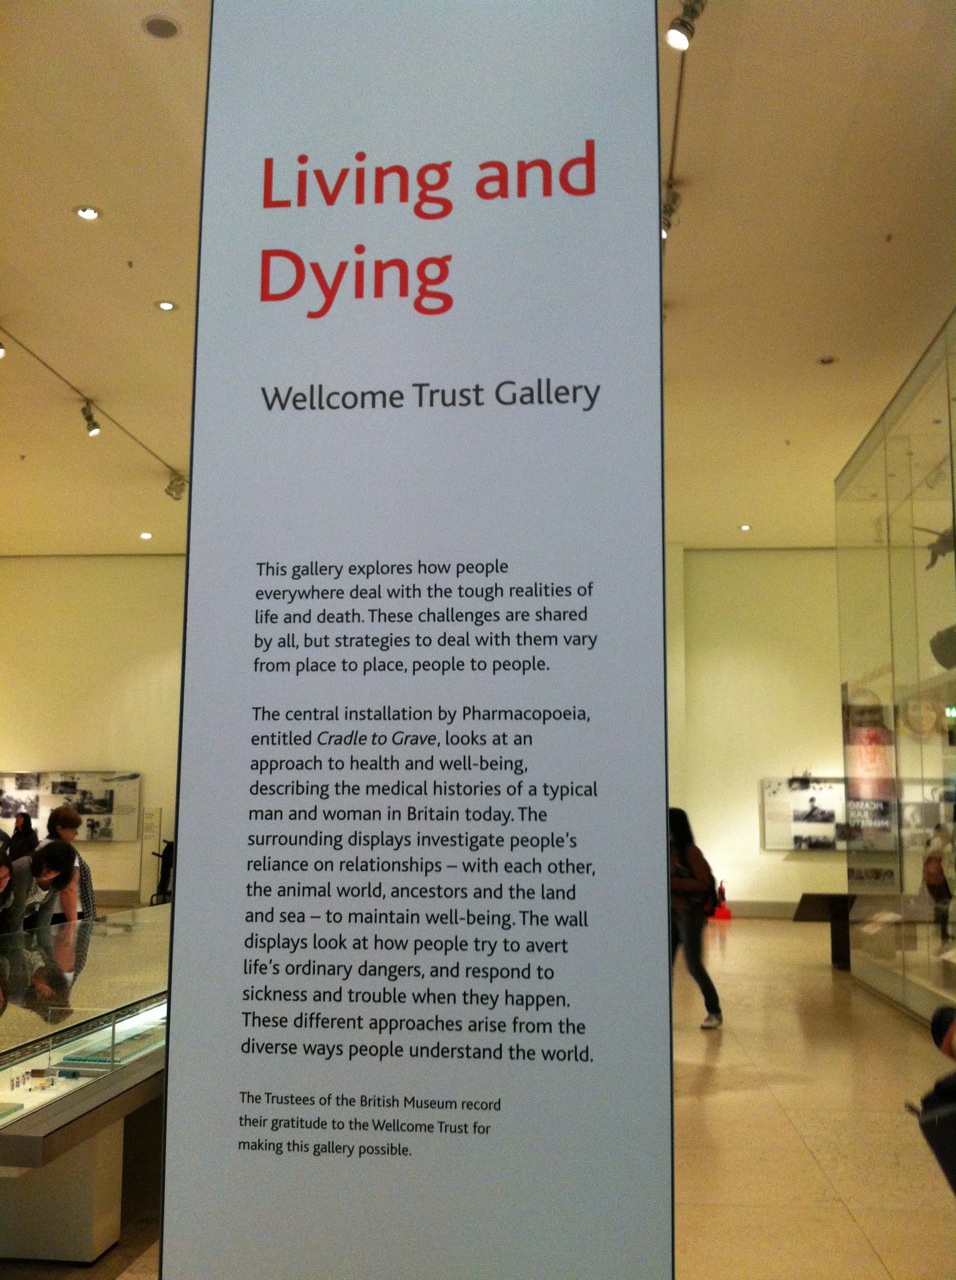 Living and
Dying
Wellcome Trust Gallery
This gallery explores how people
everywhere deal with the tough realities of
life and death. These challenges are shared
by all, but strategies to deal with them vary
from place to place, people to people.
The central installation by Pharmacopoeia,
entitled Cradle to Grave, looks at an
approach to health and well-being,
describing the medical histories of a typical
man and woman in Britain today. The
surrounding displays investigate people's
reliance on relationships – with each other,
the animal world, ancestors and the land
and sea – to maintain well-being. The wall
displays look at how people try to avert
life's ordinary dangers, and respond to
sickness and trouble when they happen.
These different approaches arise from the
diverse ways people understand the world.
The Trustees of the British Museum record
their gratitude to the Wellcome Trust for
making this gallery possible.